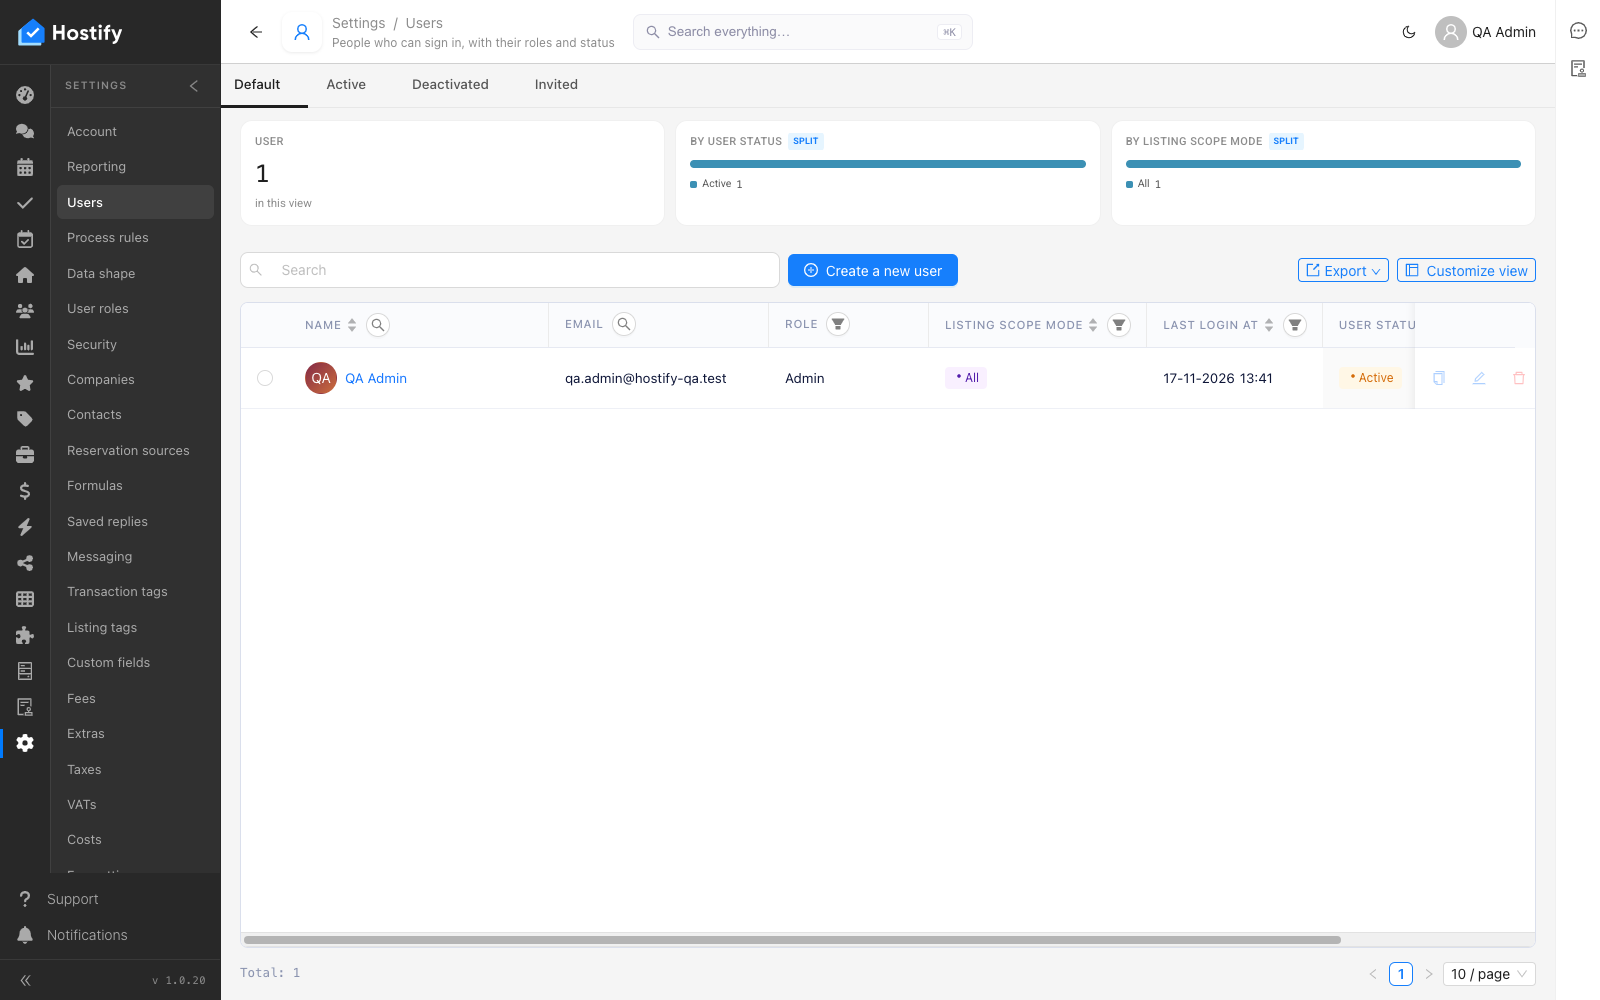 Hostify
Settings / Users
People who can sign in, with their roles and status
Search everything...
⌘K
QA Admin
SETTINGS
Account
Reporting
Users
Process rules
Data shape
User roles
Security
Companies
Contacts
Reservation sources
Formulas
Saved replies
Messaging
Transaction tags
Listing tags
Custom fields
Fees
Extras
Taxes
VATs
Costs
Support
Notifications
v 1.0.20
Default
Active
Deactivated
Invited
USER
1
in this view
BY USER STATUS SPLIT
Active 1
BY LISTING SCOPE MODE SPLIT
All 1
Search
Create a new user
Export
Customize view
NAME
EMAIL
ROLE
LISTING SCOPE MODE
LAST LOGIN AT
USER STATU
QA
QA Admin
qa.admin@hostify-qa.test
Admin
All
17-11-2026 13:41
Active
Total: 1
1
10 / page